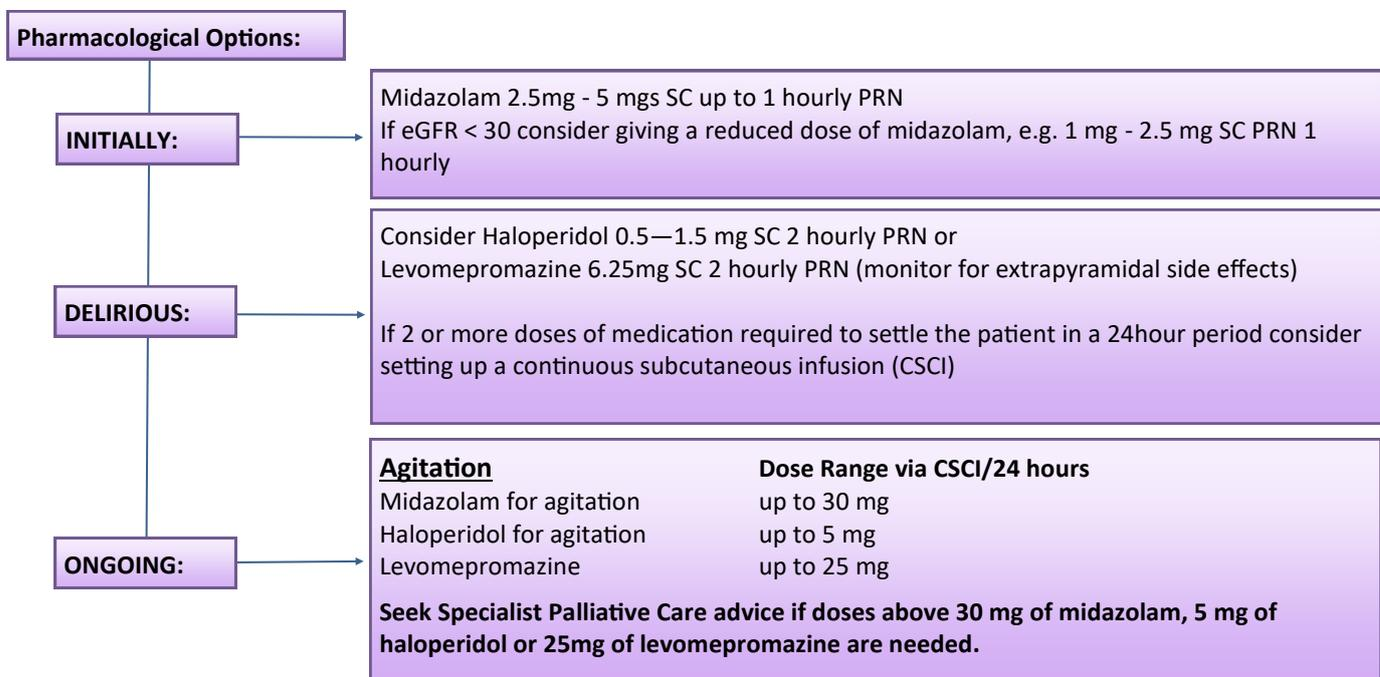 Pharmacological Options:
INITIALLY:
Midazolam 2.5mg - 5 mgs SC up to 1 hourly PRN
If eGFR < 30 consider giving a reduced dose of midazolam, e.g. 1 mg - 2.5 mg SC PRN 1
hourly
DELIRIOUS:
Consider Haloperidol 0.5—1.5 mg SC 2 hourly PRN or
Levomepromazine 6.25mg SC 2 hourly PRN (monitor for extrapyramidal side effects)
If 2 or more doses of medication required to settle the patient in a 24hour period consider
setting up a continuous subcutaneous infusion (CSCI)
ONGOING:
Agitation Dose Range via CSCI/24 hours
Midazolam for agitation up to 30 mg
Haloperidol for agitation up to 5 mg
Levomepromazine up to 25 mg
Seek Specialist Palliative Care advice if doses above 30 mg of midazolam, 5 mg of
haloperidol or 25mg of levomepromazine are needed.